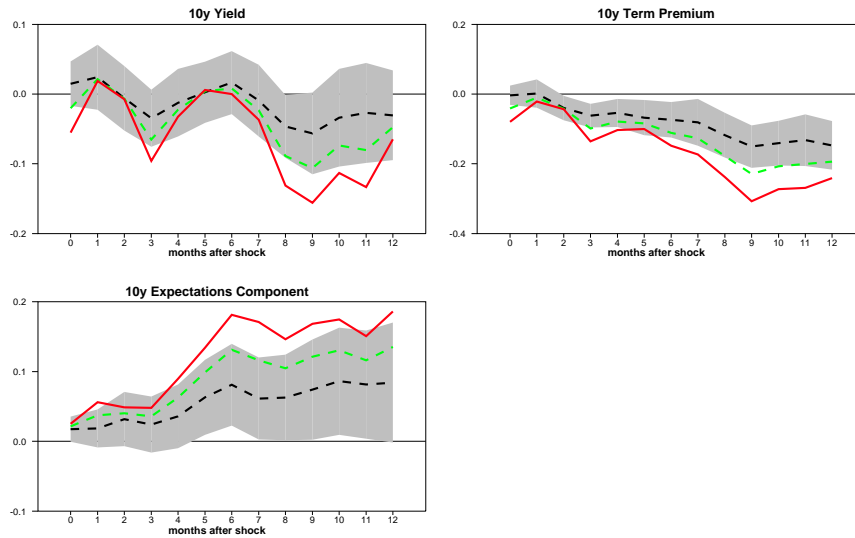 10y Yield
0.1
0.0
-0.1
-0.2
0 1 2 3 4 5 6 7 8 9 10 11 12
months after shock
10y Term Premium
0.2
0.0
-0.2
-0.4
0 1 2 3 4 5 6 7 8 9 10 11 12
months after shock
10y Expectations Component
0.2
0.1
0.0
-0.1
0 1 2 3 4 5 6 7 8 9 10 11 12
months after shock